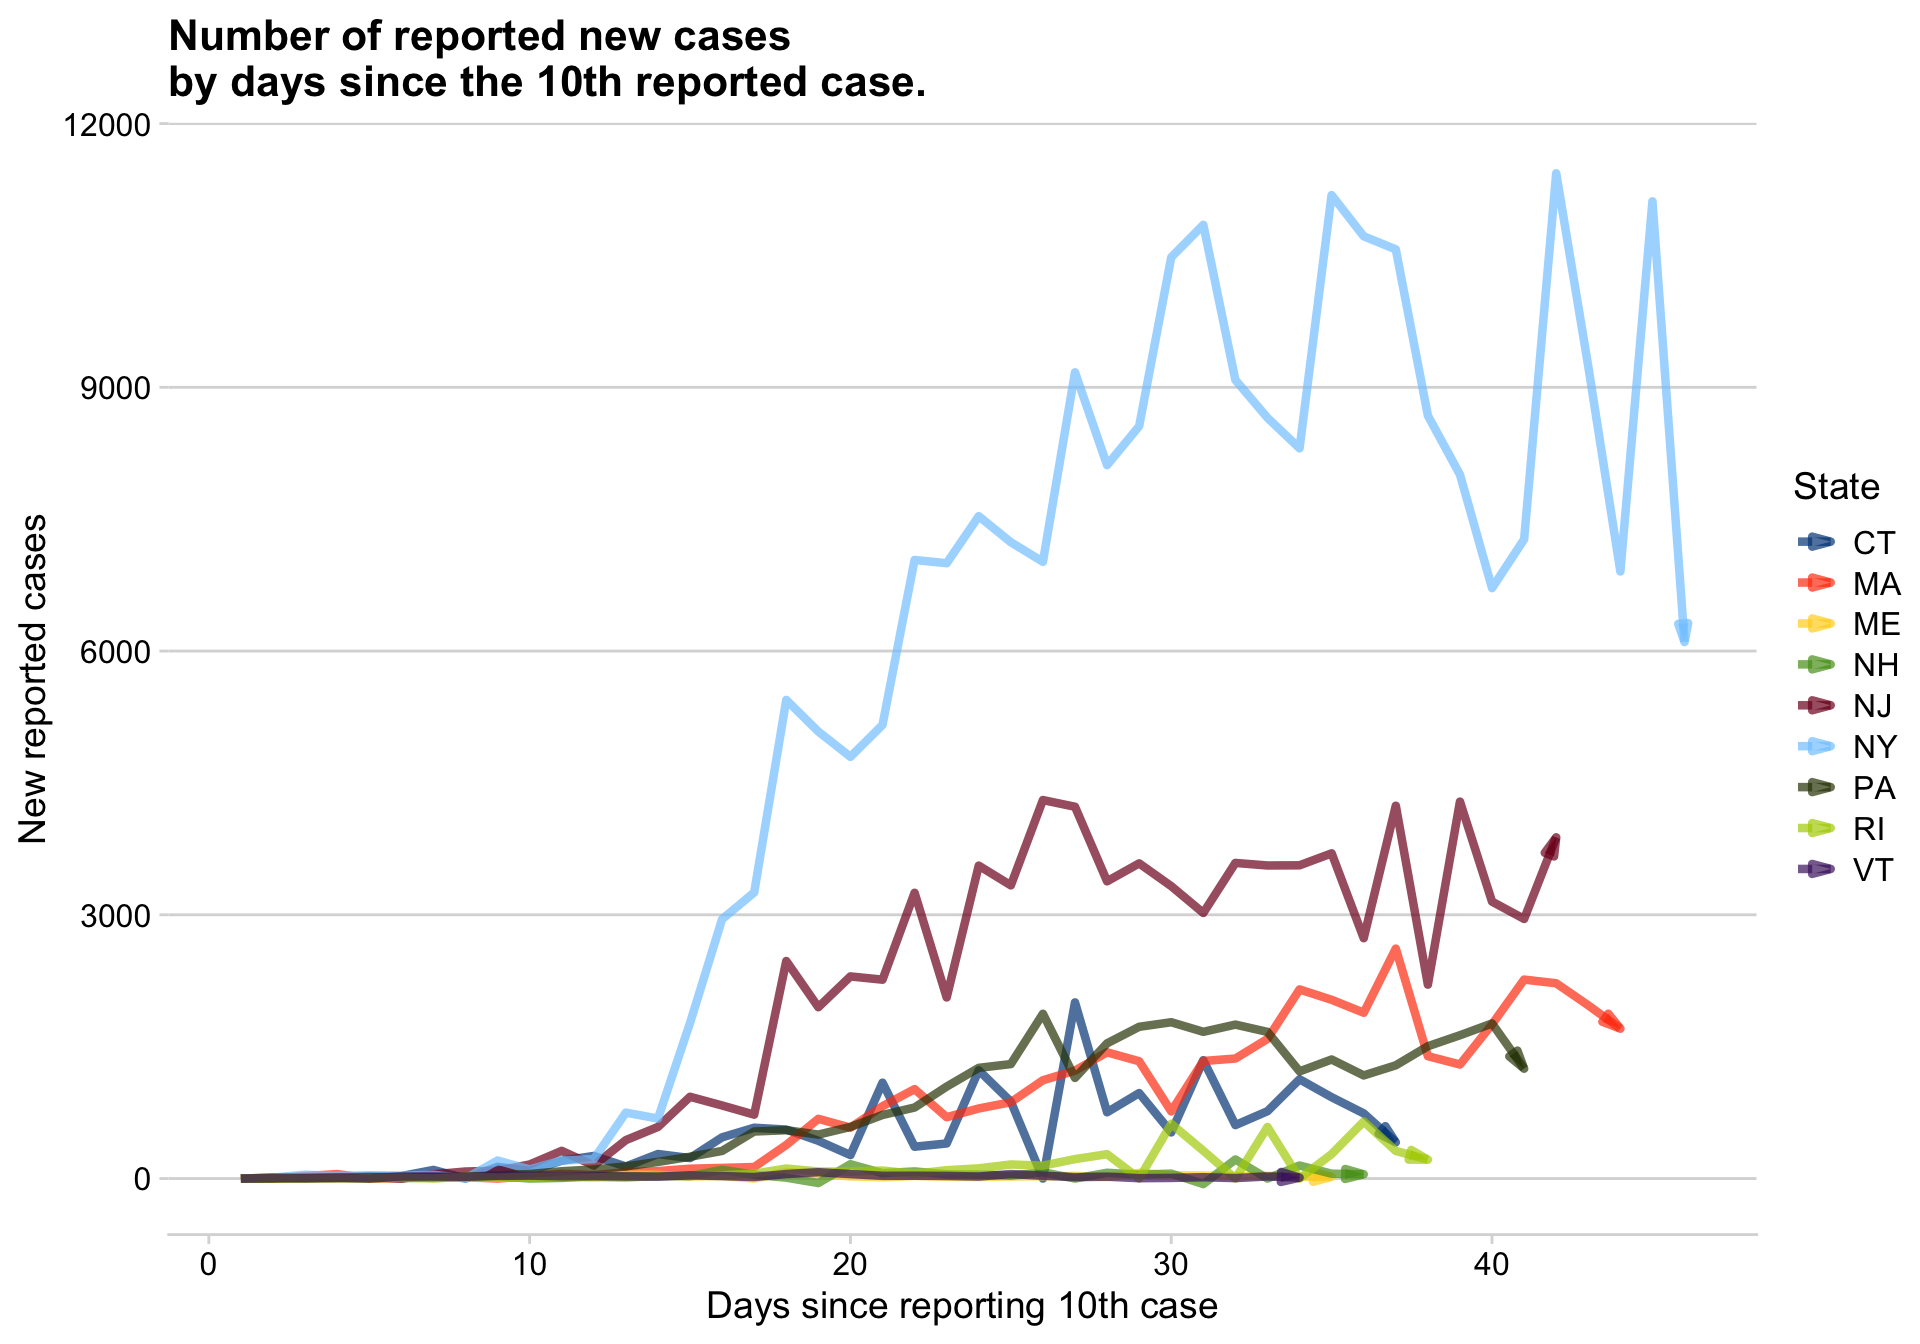 Number of reported new cases
by days since the 10th reported case.
12000
9000
6000
3000
0
New reported cases
0 10 20 30 40
Days since reporting 10th case
State
CT
MA
ME
NH
NJ
NY
PA
RI
VT